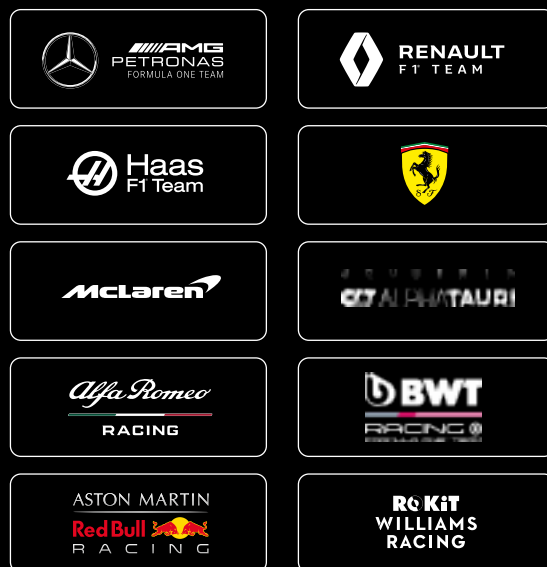 AMG
PETRONAS
FORMULA ONE TEAM
RENAULT
F1 TEAM
Haas
F1 Team
S F
McLaren
ALPHATAURI
Alfa Romeo
RACING
BWT
RACING
ASTON MARTIN
Red Bull
RACING
ROKiT
WILLIAMS
RACING